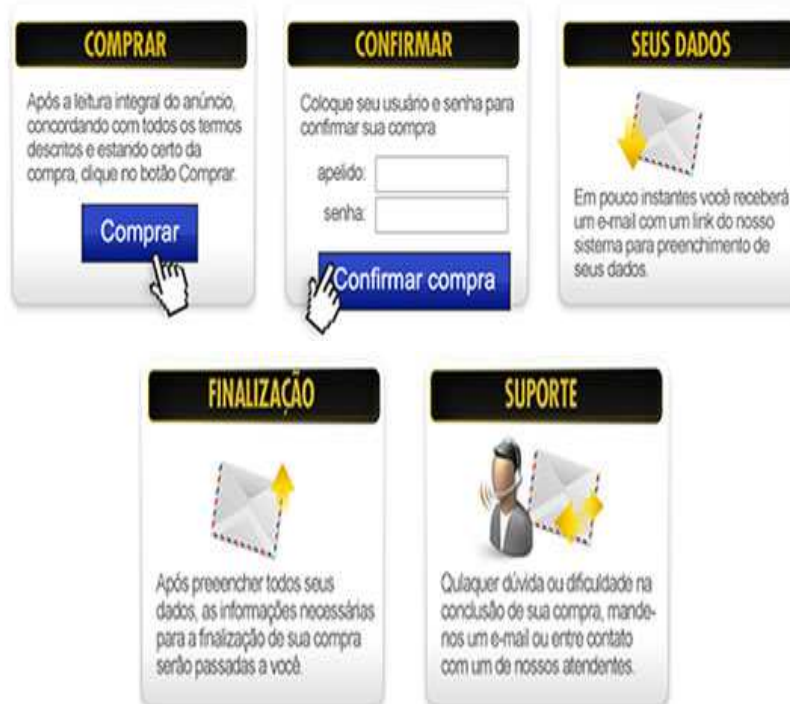 COMPRAR
Após a leitura integral do anúncio,
concordando com todos os termos
descritos e estando certo da
compra, clique no botão Comprar.
Comprar
CONFIRMAR
Coloque seu usuário e senha para
confirmar sua compra
apelido:
senha:
Confirmar compra
SEUS DADOS
Em pouco instantes você receberá
um e-mail com um link do nosso
sistema para preenchimento de
seus dados.
FINALIZAÇÃO
Após preeencher todos seus
dados, as informações necessárias
para a finalização de sua compra
serão passadas a você.
SUPORTE
Qulaquer dúvida ou dificuldade na
conclusão de sua compra, mande-
nos um e-mail ou entre contato
com um de nossos atendentes.